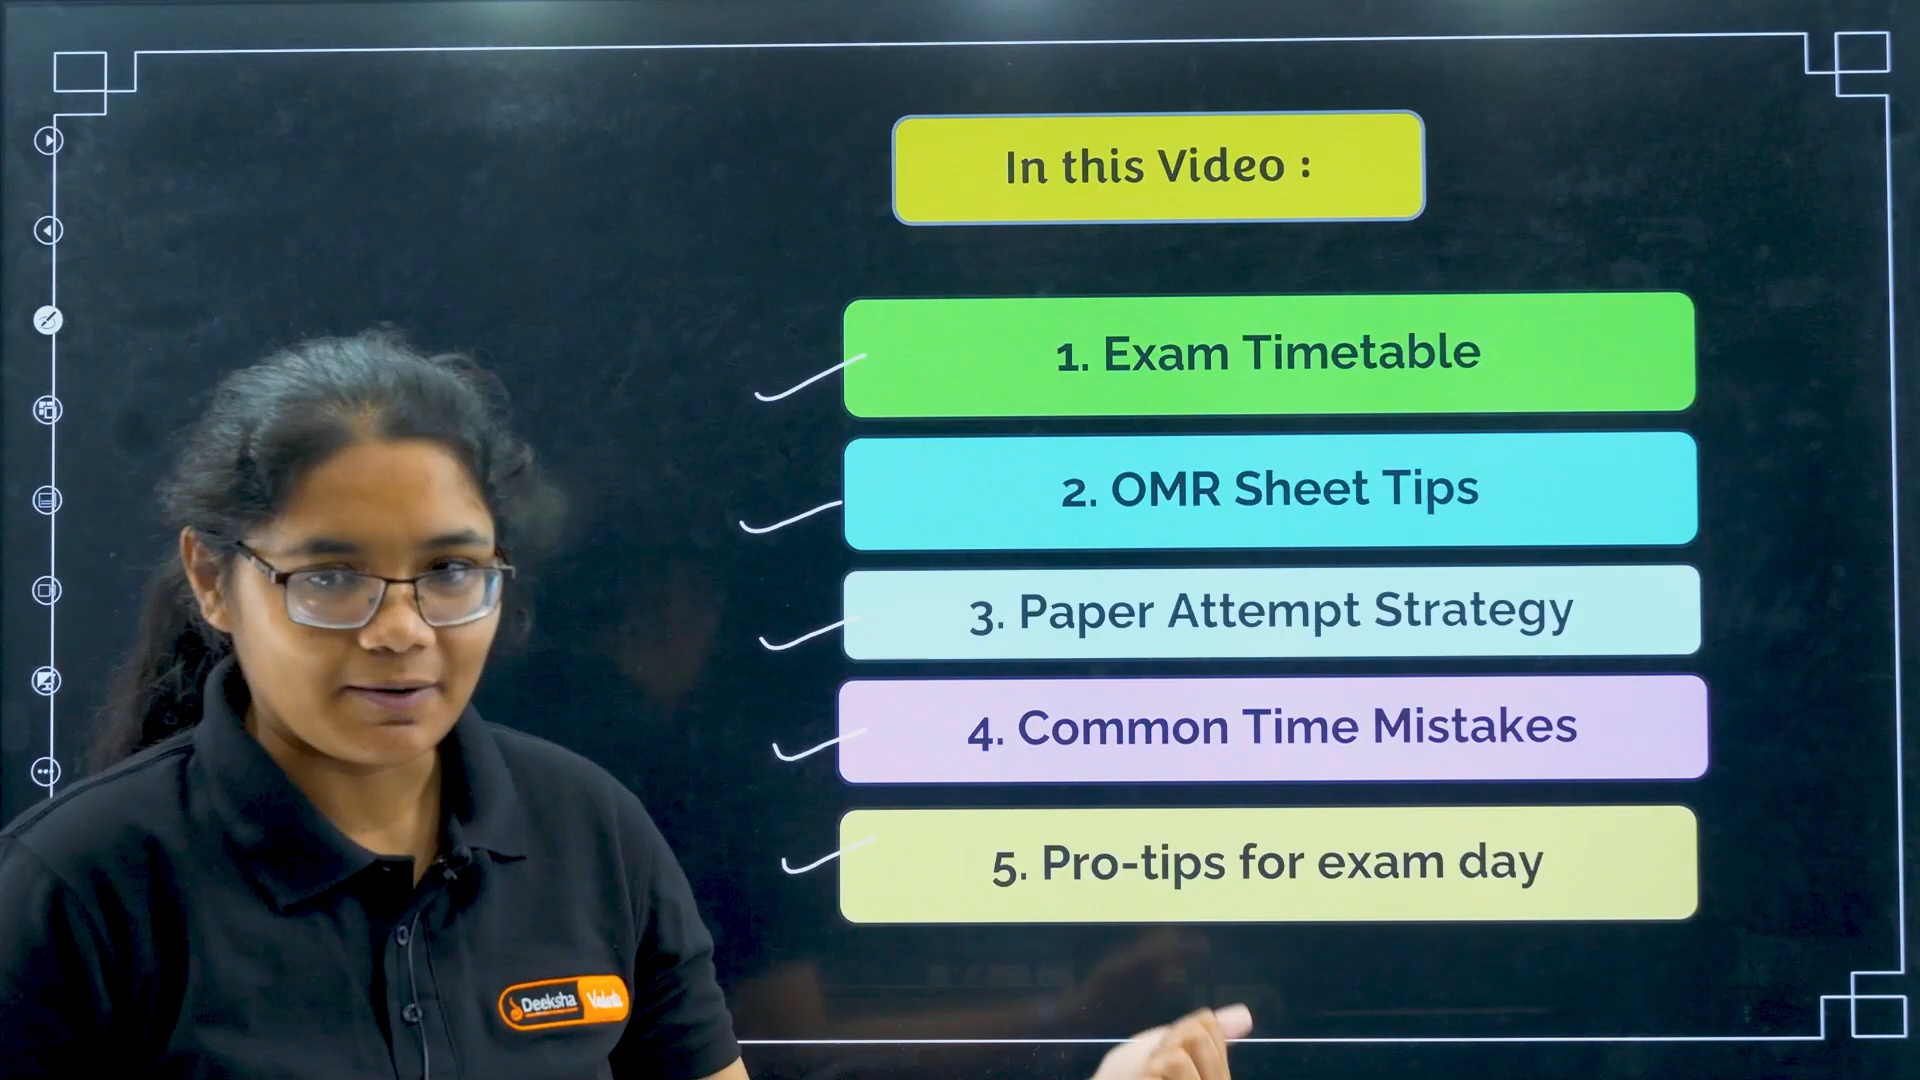 In this Video :
1. Exam Timetable
2. OMR Sheet Tips
3. Paper Attempt Strategy
4. Common Time Mistakes
5. Pro-tips for exam day
Deeksha Vedantu